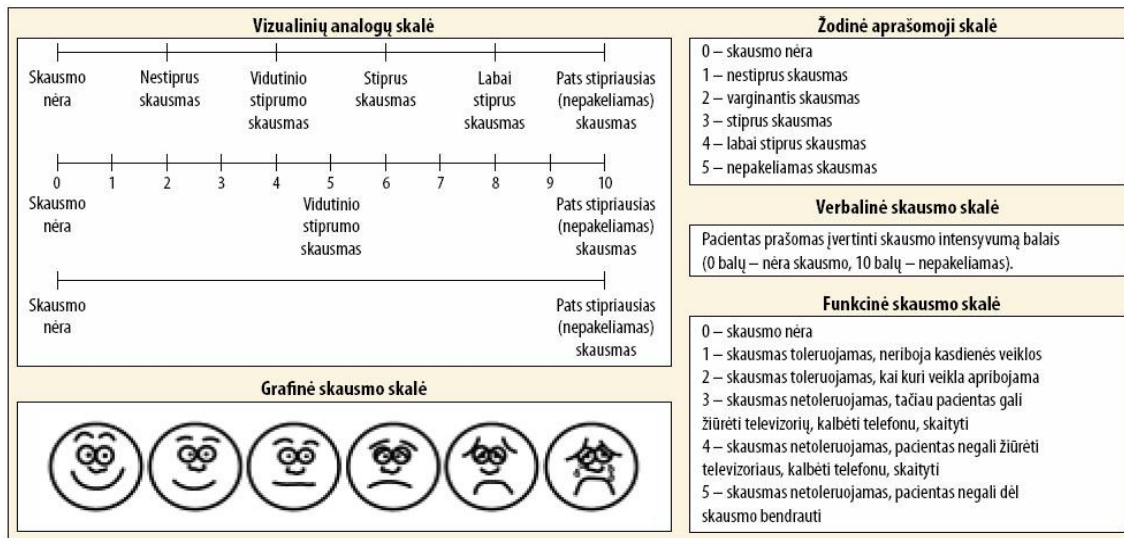 Vizualinių analogų skalė
Skausmo nėra
Nestiprus skausmas
Vidutinio stiprumo skausmas
Stiprus skausmas
Labai stiprus skausmas
Pats stipriausias (nepakeliamas) skausmas
0 1 2 3 4 5 6 7 8 9 10
Skausmo nėra
Vidutinio stiprumo skausmas
Pats stipriausias (nepakeliamas) skausmas
Skausmo nėra
Pats stipriausias (nepakeliamas) skausmas
Grafinė skausmo skalė
Žodinė aprašomoji skalė
0 – skausmo nėra
1 – nestiprus skausmas
2 – varginantis skausmas
3 – stiprus skausmas
4 – labai stiprus skausmas
5 – nepakeliamas skausmas
Verbalinė skausmo skalė
Pacientas prašomas įvertinti skausmo intensyvumą balais
(0 balų – nėra skausmo, 10 balų – nepakeliamas).
Funkcinė skausmo skalė
0 – skausmo nėra
1 – skausmas toleruojamas, neriboja kasdienės veiklos
2 – skausmas toleruojamas, kai kuri veikla apribojama
3 – skausmas netoleruojamas, tačiau pacientas gali
žiūrėti televizorių, kalbėti telefonu, skaityti
4 – skausmas netoleruojamas, pacientas negali žiūrėti
televizoriaus, kalbėti telefonu, skaityti
5 – skausmas netoleruojamas, pacientas negali dėl
skausmo bendrauti